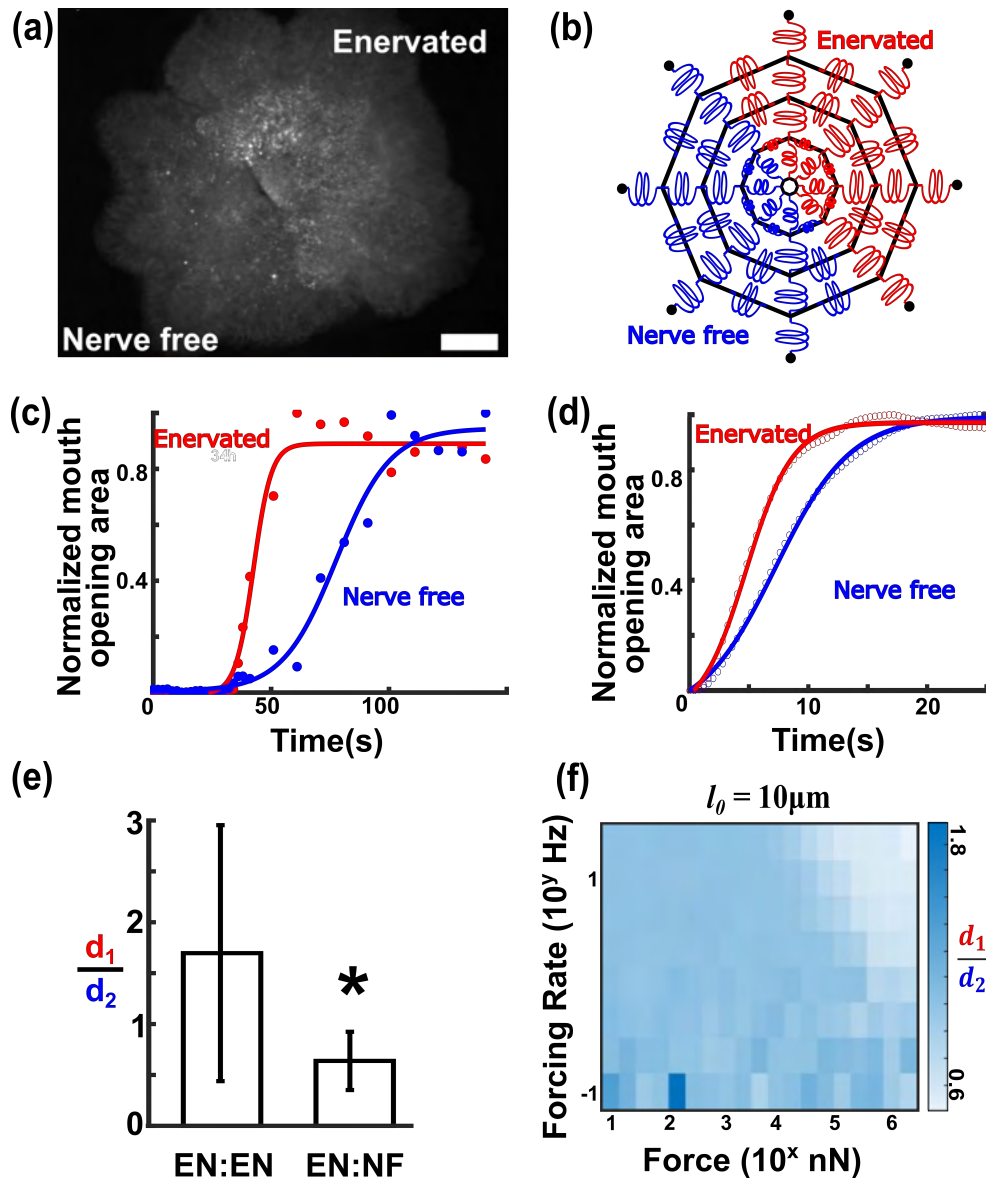 (a)
Enervated
Nerve free
(b)
Enervated
Nerve free
(c)
Normalized mouth
opening area
0.8
0.4
Enervated
34h
Nerve free
0
50
100
Time(s)
(d)
Normalized mouth
opening area
0.8
0.4
Enervated
Nerve free
0
10
20
Time(s)
(e)
d1
d2
3
2
1
0
*
EN:EN
EN:NF
(f)
l0 = 10μm
Forcing Rate (10^y Hz)
1
-1
1
2
3
4
5
6
Force (10^x nN)
1.8
0.6
d1
d2